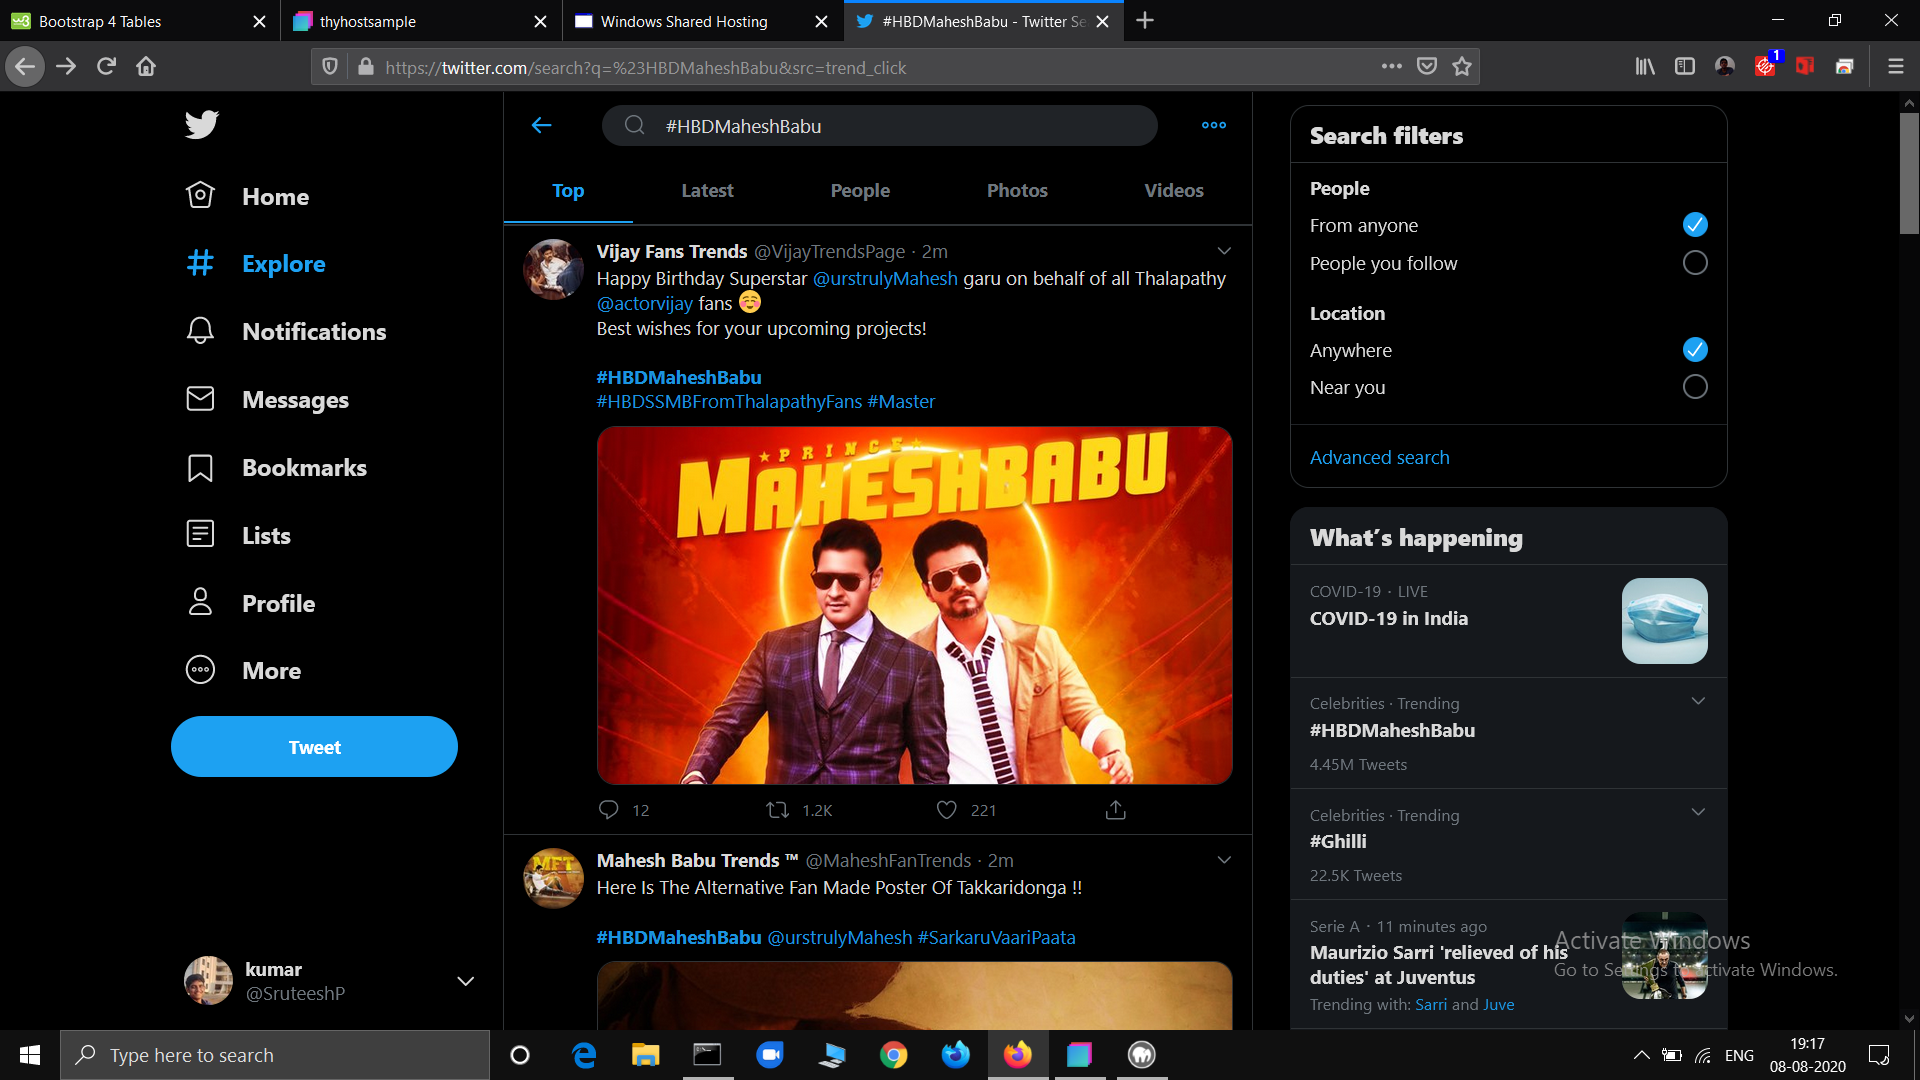 Bootstrap 4 Tables
thyhostsample
Windows Shared Hosting
#HBDMaheshBabu - Twitter Se
https://twitter.com/search?q=%23HBDMaheshBabu&src=trend_click
1
Home
Explore
Notifications
Messages
Bookmarks
Lists
Profile
More
Tweet
kumar
@SruteeshP
#HBDMaheshBabu
Top
Latest
People
Photos
Videos
Vijay Fans Trends @VijayTrendsPage · 2m
Happy Birthday Superstar @urstrulyMahesh garu on behalf of all Thalapathy
@actorvijay fans ☺️
Best wishes for your upcoming projects!
#HBDMaheshBabu
#HBDSSMBFromThalapathyFans #Master
PRINCE
MAHESHBABU
12
1.2K
221
Mahesh Babu Trends ™ @MaheshFanTrends · 2m
Here Is The Alternative Fan Made Poster Of Takkaridonga !!
#HBDMaheshBabu @urstrulyMahesh #SarkaruVaariPaata
MFT
Search filters
People
From anyone
People you follow
Location
Anywhere
Near you
Advanced search
What’s happening
COVID-19 · LIVE
COVID-19 in India
Celebrities · Trending
#HBDMaheshBabu
4.45M Tweets
Celebrities · Trending
#Ghilli
22.5K Tweets
Serie A · 11 minutes ago
Maurizio Sarri 'relieved of his
duties' at Juventus
Trending with: Sarri and Juve
Activate Windows
Go to Settings to activate Windows.
Type here to search
ENG
19:17
08-08-2020